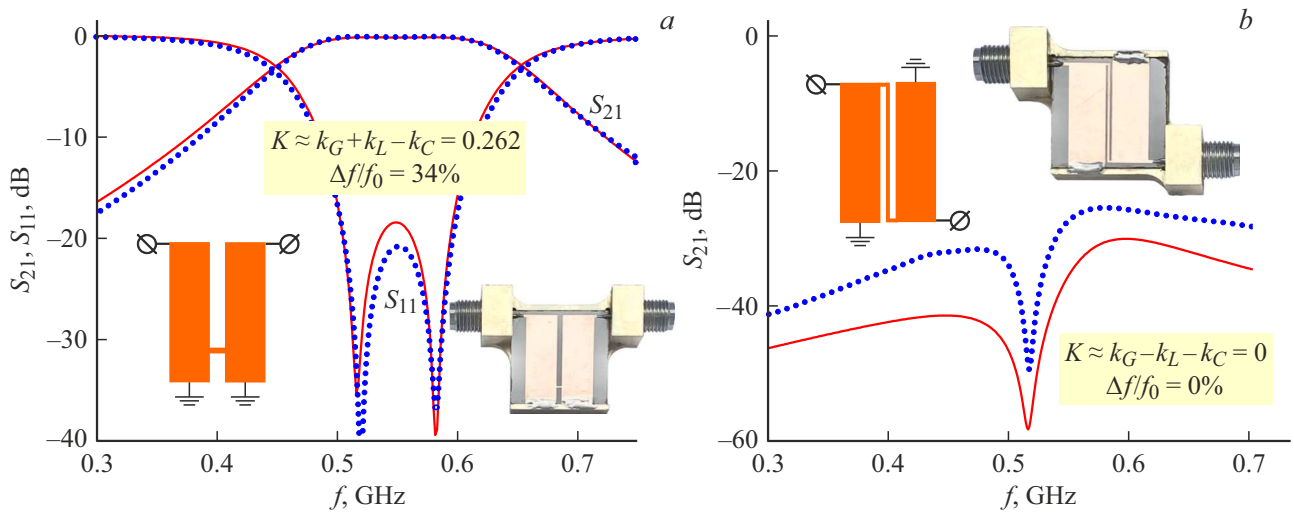 a
S21, S11, dB
0
–10
–20
–30
–40
S21
K ≈ kG + kL – kC = 0.262
Δf/f0 = 34%
S11
0.3 0.4 0.5 0.6 0.7
f, GHz
b
S21, dB
0
–20
–40
–60
K ≈ kG – kL – kC = 0
Δf/f0 = 0%
0.3 0.4 0.5 0.6 0.7
f, GHz